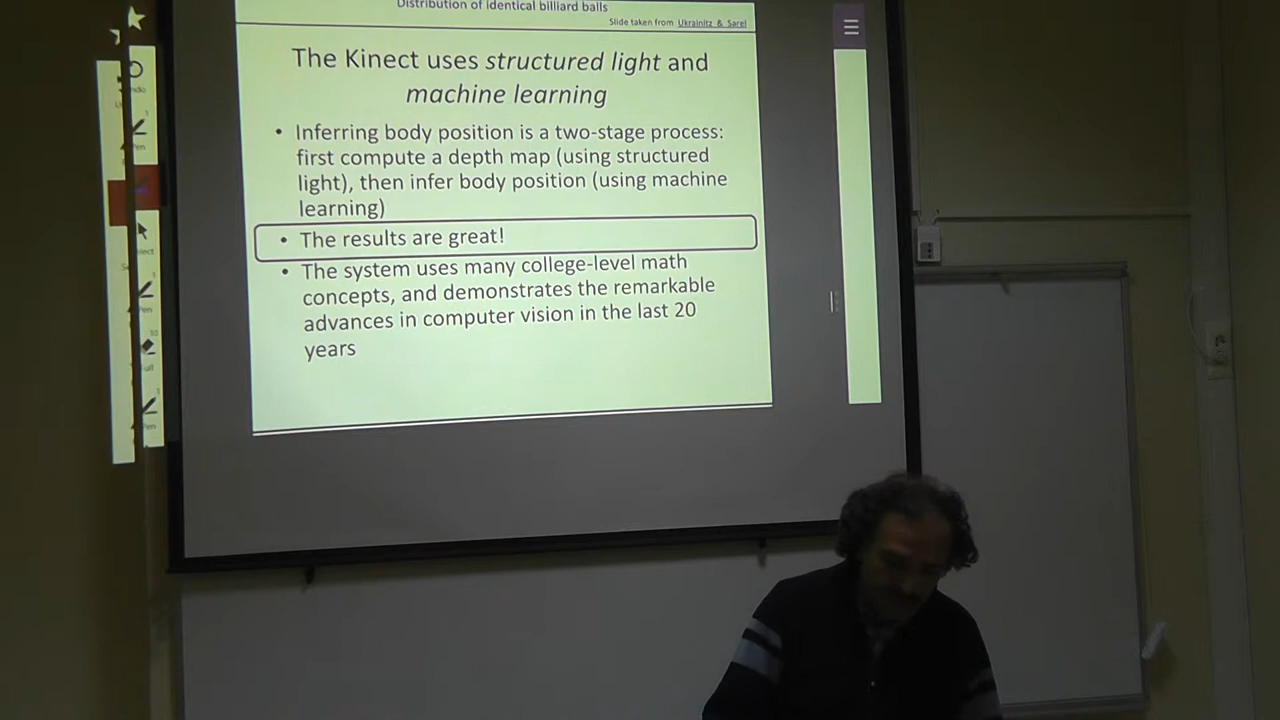 Distribution of identical billiard balls
Slide taken from Ukrainitz & Sarel
The Kinect uses structured light and
machine learning
• Inferring body position is a two-stage process:
first compute a depth map (using structured
light), then infer body position (using machine
learning)
• The results are great!
• The system uses many college-level math
concepts, and demonstrates the remarkable
advances in computer vision in the last 20
years
Pen
Pen
Pen